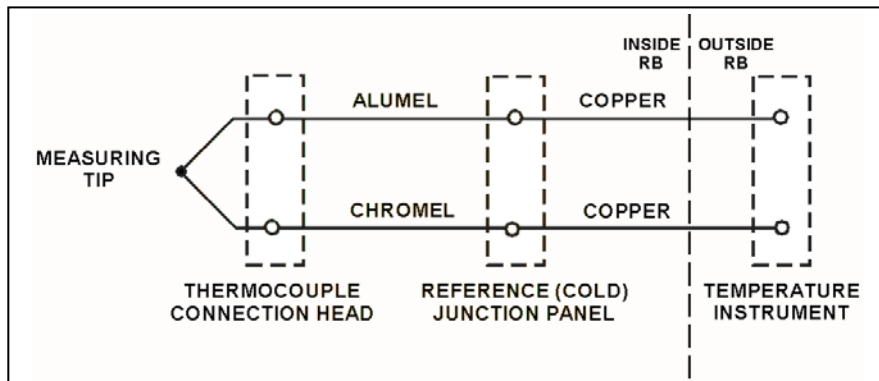 INSIDE OUTSIDE
RB RB
ALUMEL COPPER
MEASURING
TIP
CHROMEL COPPER
THERMOCOUPLE
CONNECTION HEAD
REFERENCE (COLD)
JUNCTION PANEL
TEMPERATURE
INSTRUMENT